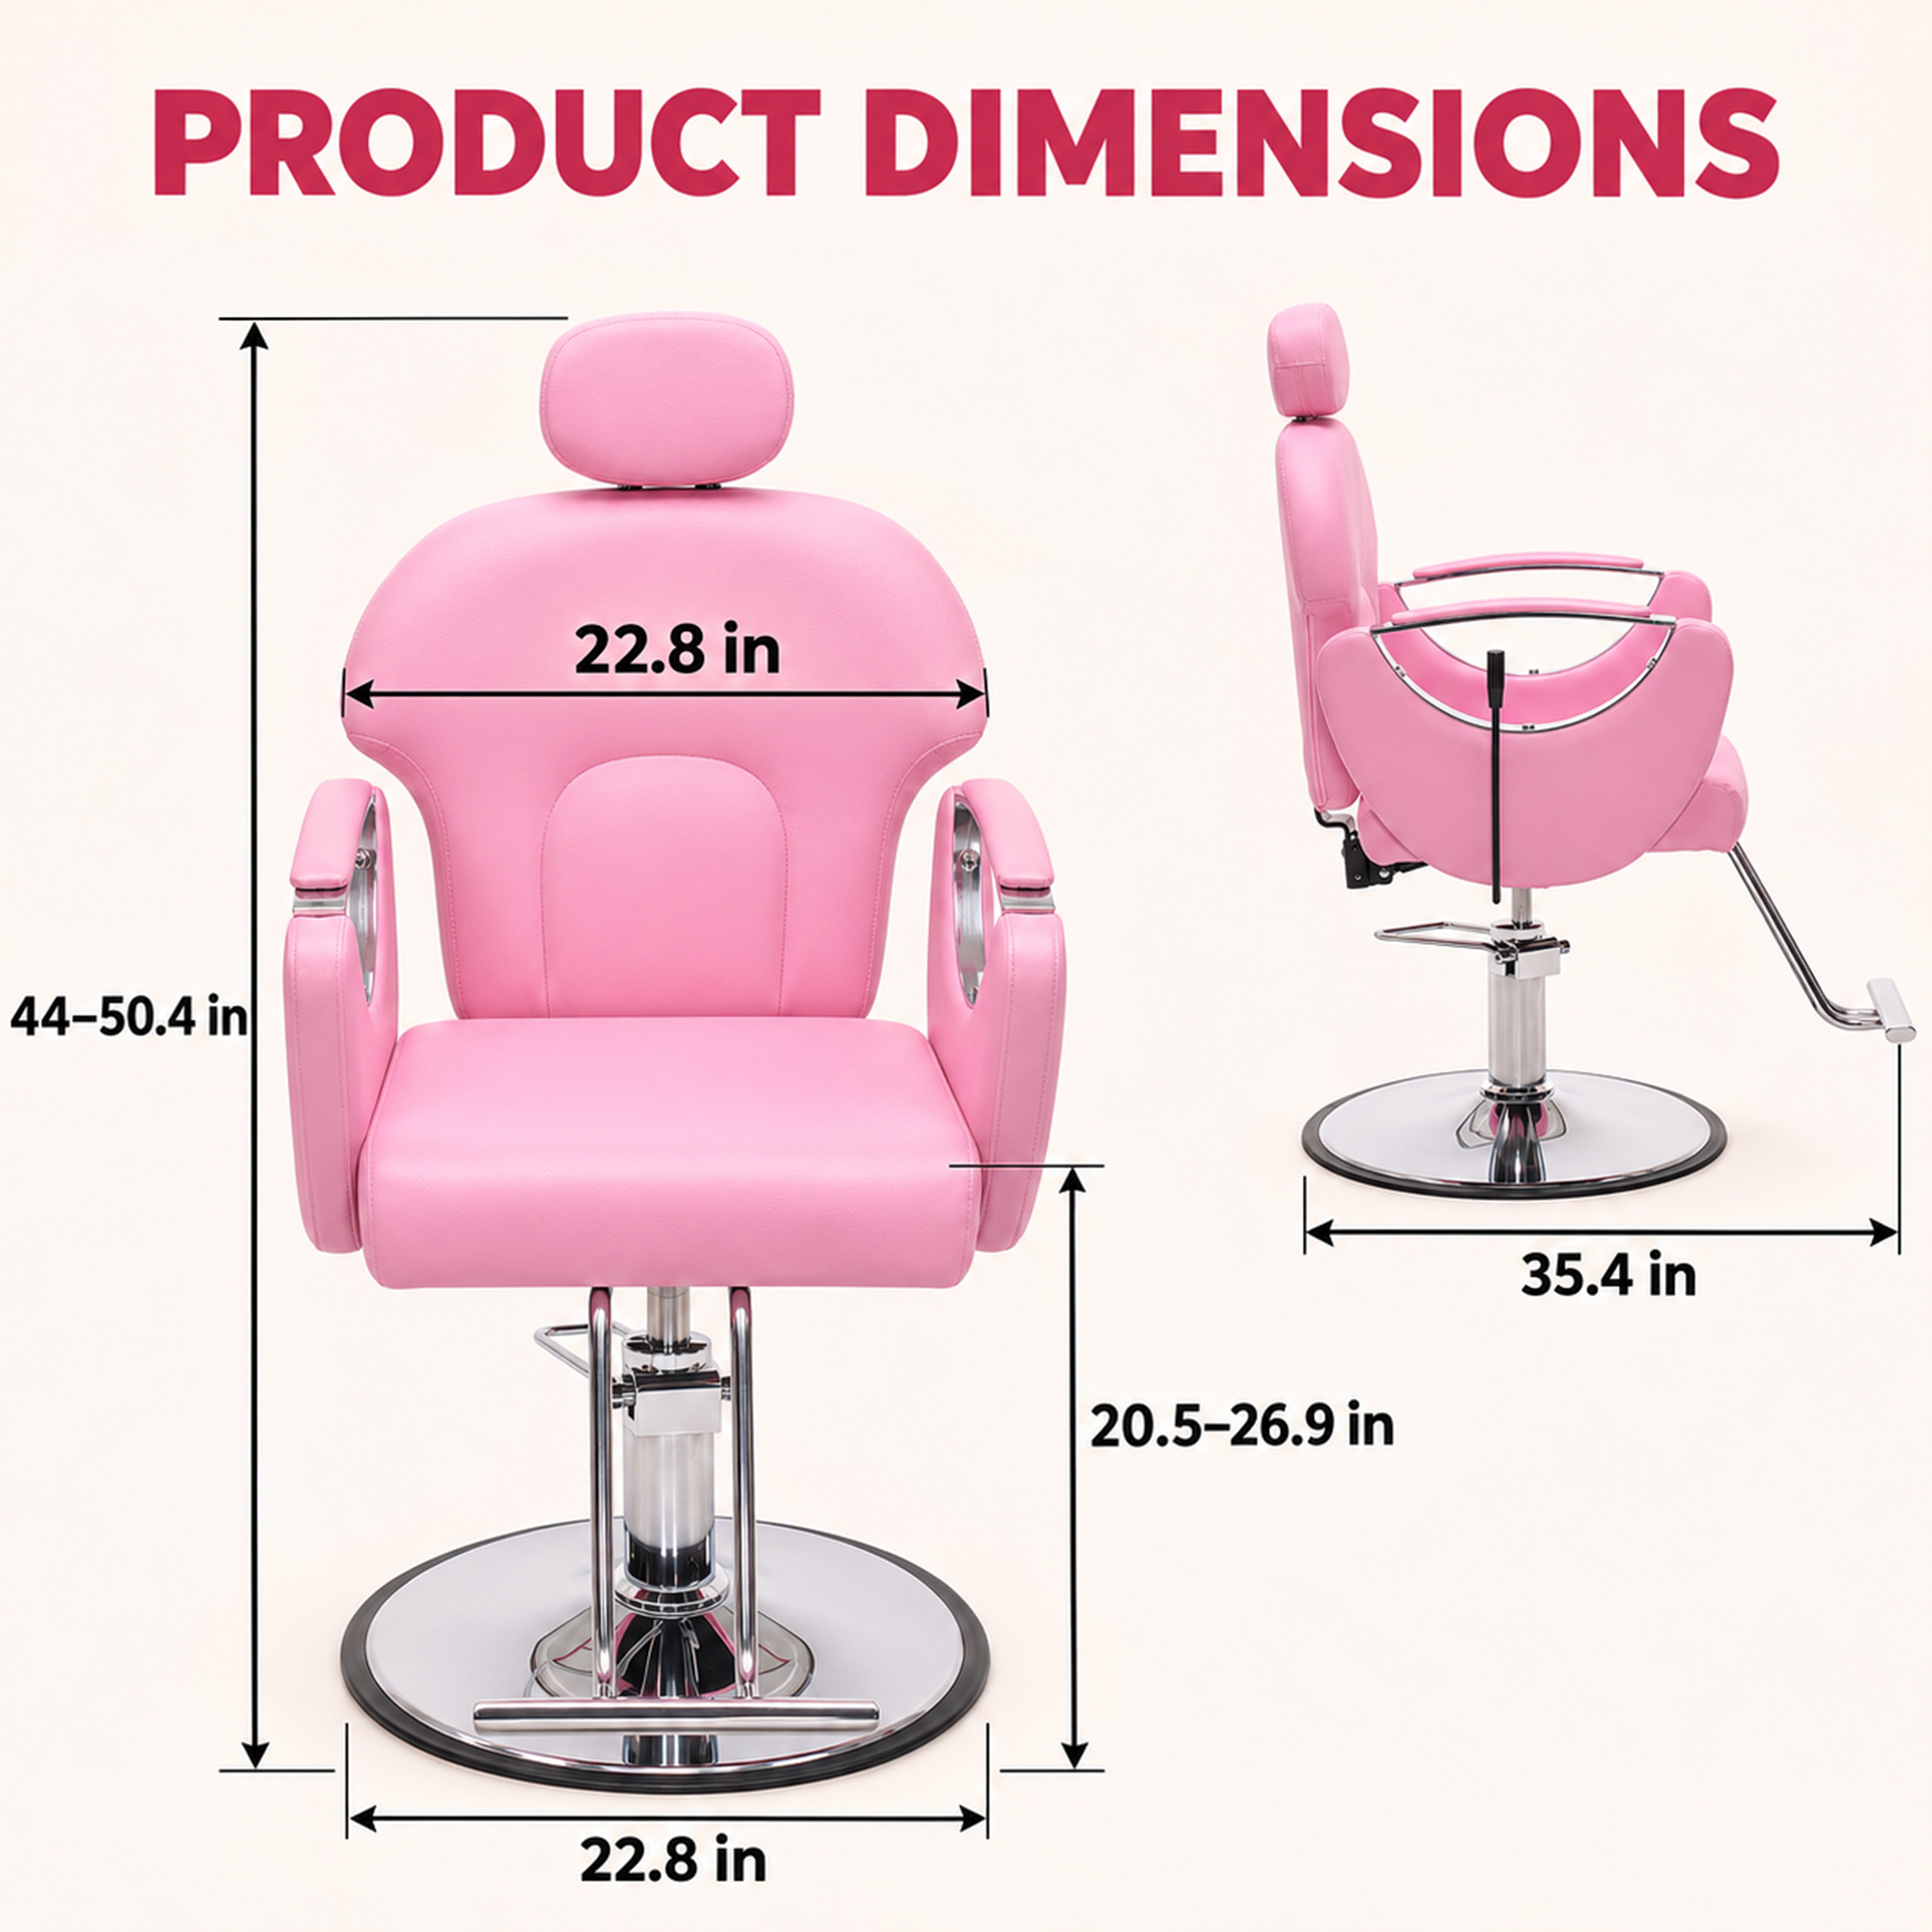 PRODUCT DIMENSIONS
22.8 in
44–50.4 in
35.4 in
20.5–26.9 in
22.8 in